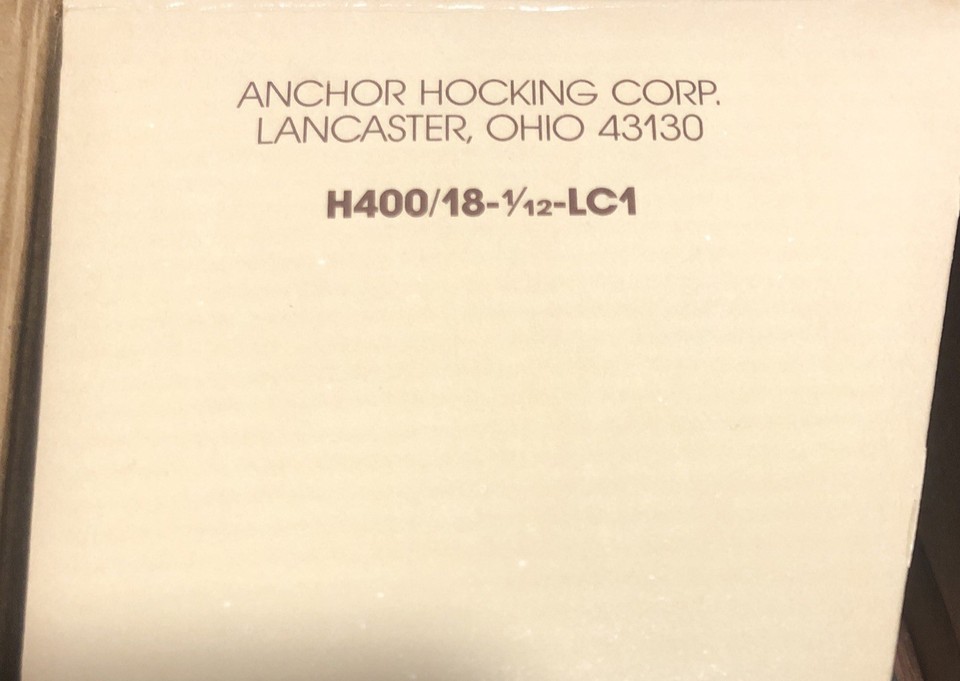 ANCHOR HOCKING CORP.
LANCASTER, OHIO 43130
H400/18-1/12-LC1